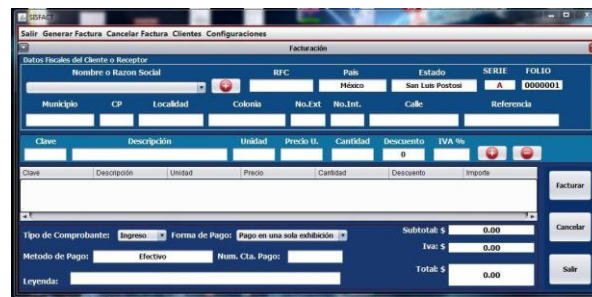 SISFACT
Salir Generar Factura Cancelar Factura Clientes Configuraciones
Facturación
Datos Fiscales del Cliente o Receptor
Nombre o Razon Social RFC Pais Estado SERIE FOLIO
México San Luis Postosi A 0000001
Municipio CP Localidad Colonia No.Ext No.Int. Calle Referencia
Clave Descripción Unidad Precio U. Cantidad Descuento IVA %
0
Clave Descripción Unidad Precio Cantidad Descuento Importe
Facturar
Tipo de Comprobante: Ingreso Forma de Pago: Pago en una sola exhibición Subtotal: $ 0.00
Cancelar
Iva: $ 0.00
Metodo de Pago: Efectivo Num. Cta. Pago:
Total: $ 0.00
Salir
Leyenda: